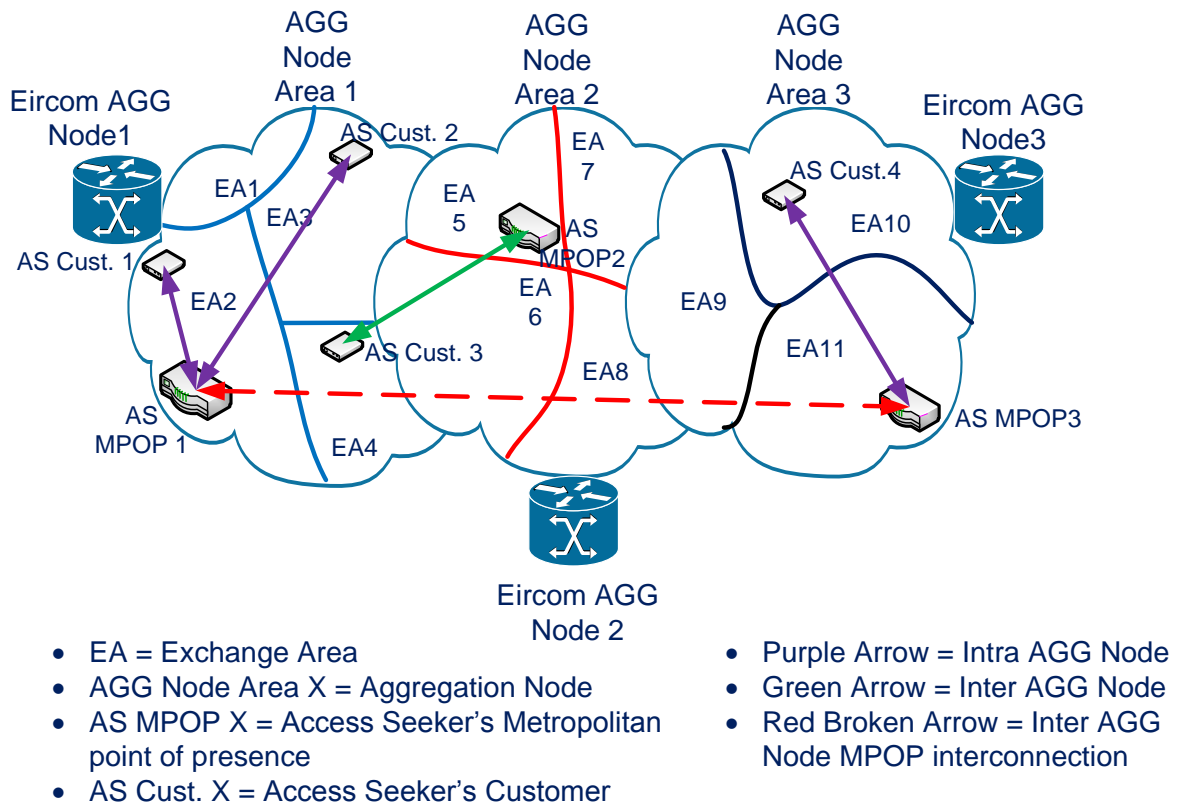 AGG
Node
Area 1
AGG
Node
Area 2
AGG
Node
Area 3
Eircom AGG
Node1
Eircom AGG
Node3
AS Cust. 2
EA
7
AS Cust.4
EA1
EA3
EA
5
AS
MPOP2
EA10
AS Cust. 1
EA2
EA
6
EA9
AS Cust. 3
EA11
EA8
AS
MPOP 1
AS MPOP3
EA4
Eircom AGG
Node 2
• EA = Exchange Area
• AGG Node Area X = Aggregation Node
• AS MPOP X = Access Seeker's Metropolitan
point of presence
• AS Cust. X = Access Seeker's Customer
• Purple Arrow = Intra AGG Node
• Green Arrow = Inter AGG Node
• Red Broken Arrow = Inter AGG
Node MPOP interconnection